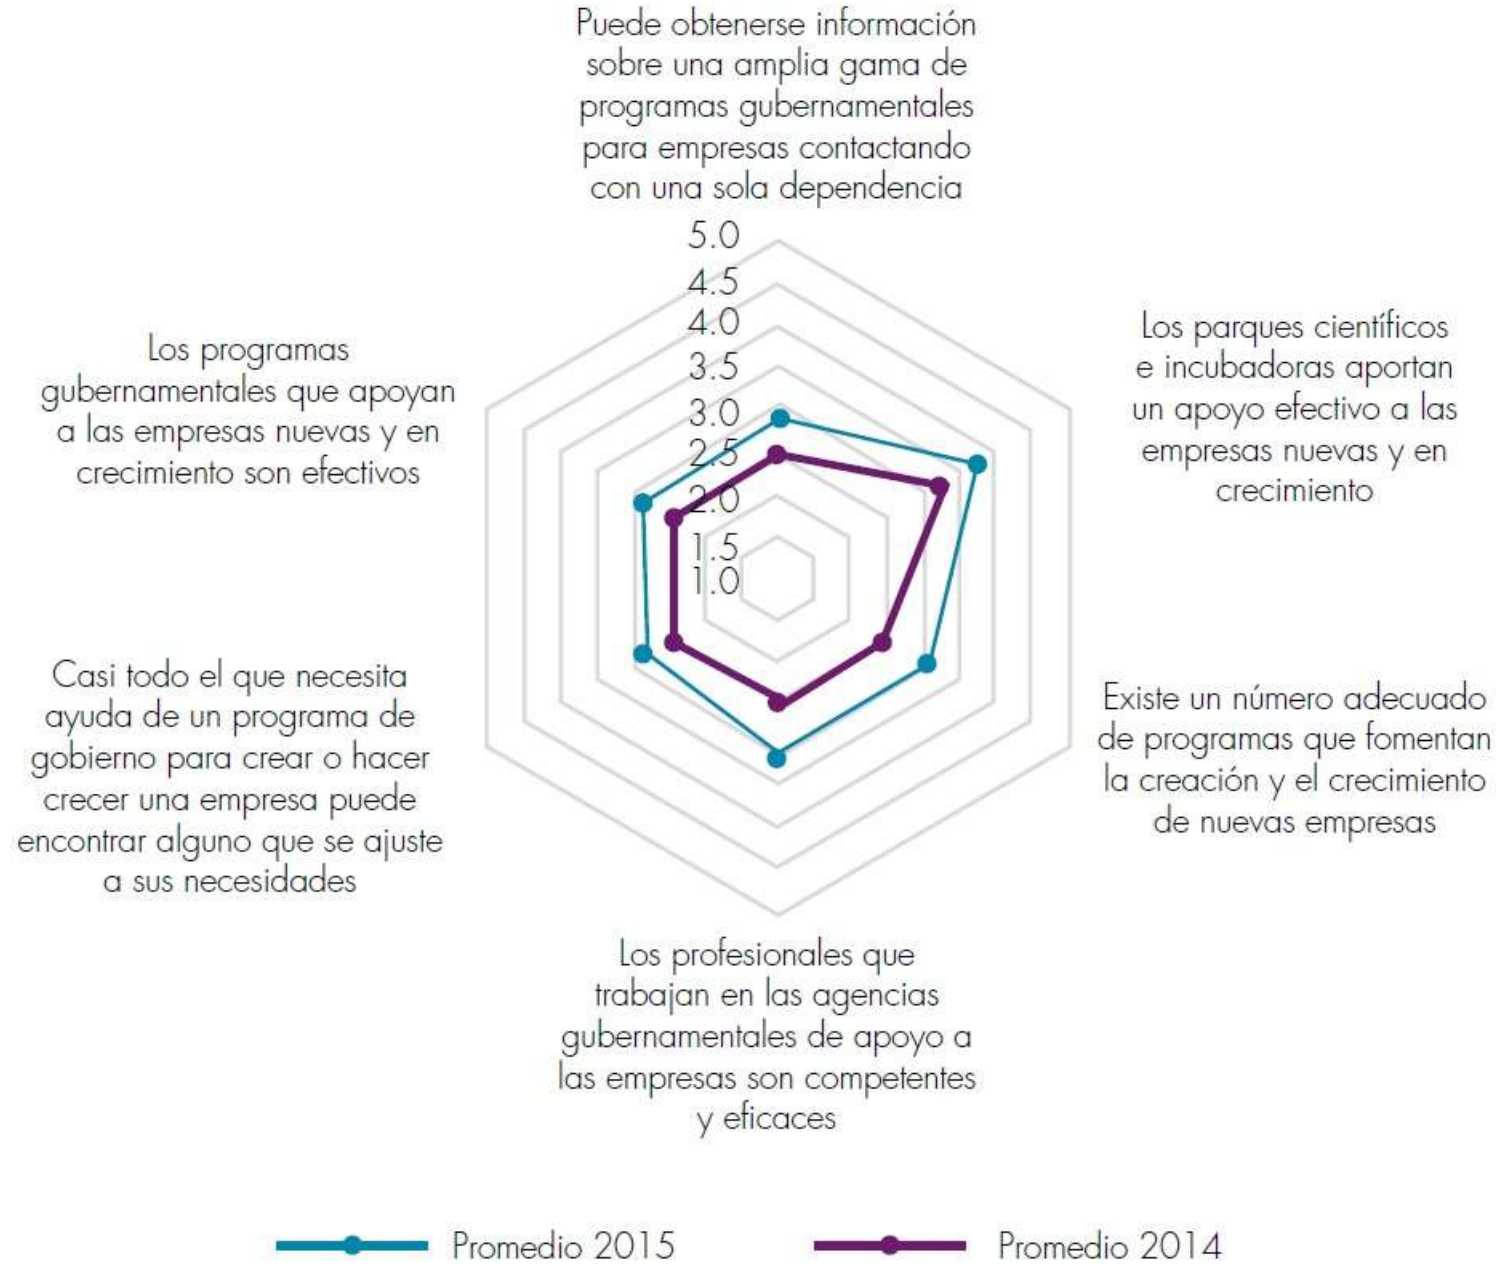 Puede obtenerse información
sobre una amplia gama de
programas gubernamentales
para empresas contactando
con una sola dependencia
5.0
4.5
4.0
3.5
3.0
2.5
2.0
1.5
1.0
Los parques científicos
e incubadoras aportan
un apoyo efectivo a las
empresas nuevas y en
crecimiento
Existe un número adecuado
de programas que fomentan
la creación y el crecimiento
de nuevas empresas
Los profesionales que
trabajan en las agencias
gubernamentales de apoyo a
las empresas son competentes
y eficaces
Casi todo el que necesita
ayuda de un programa de
gobierno para crear o hacer
crecer una empresa puede
encontrar alguno que se ajuste
a sus necesidades
Los programas
gubernamentales que apoyan
a las empresas nuevas y en
crecimiento son efectivos
Promedio 2015
Promedio 2014